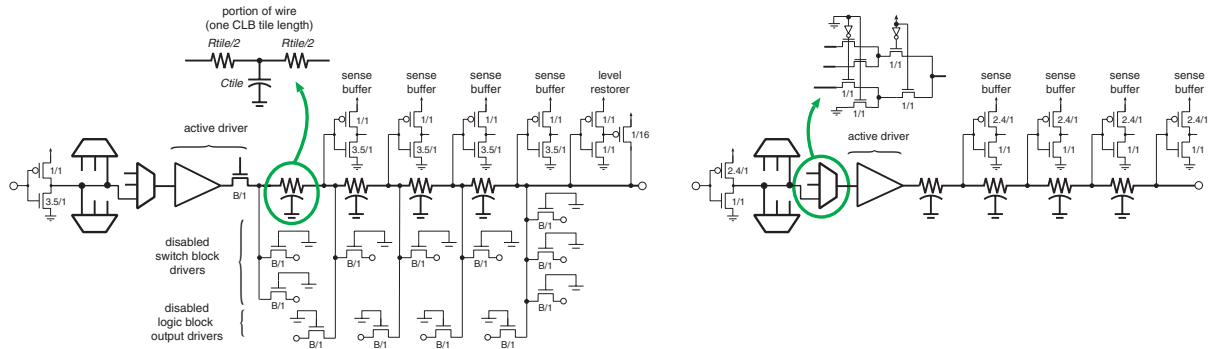 portion of wire
(one CLB tile length)
Rtile/2
Rtile/2
Ctile
sense
buffer
sense
buffer
sense
buffer
sense
buffer
level
restorer
1/1
3.5/1
1/1
3.5/1
1/1
3.5/1
1/1
3.5/1
1/1
1/1
1/16
active driver
1/1
3.5/1
B/1
disabled
switch block
drivers
B/1
B/1
B/1
B/1
B/1
B/1
B/1
B/1
disabled
logic block
output drivers
B/1
B/1
B/1
B/1
1/1
1/1
1/1
1/1
active driver
sense
buffer
sense
buffer
sense
buffer
sense
buffer
2.4/1
1/1
2.4/1
1/1
2.4/1
1/1
2.4/1
1/1
2.4/1
1/1